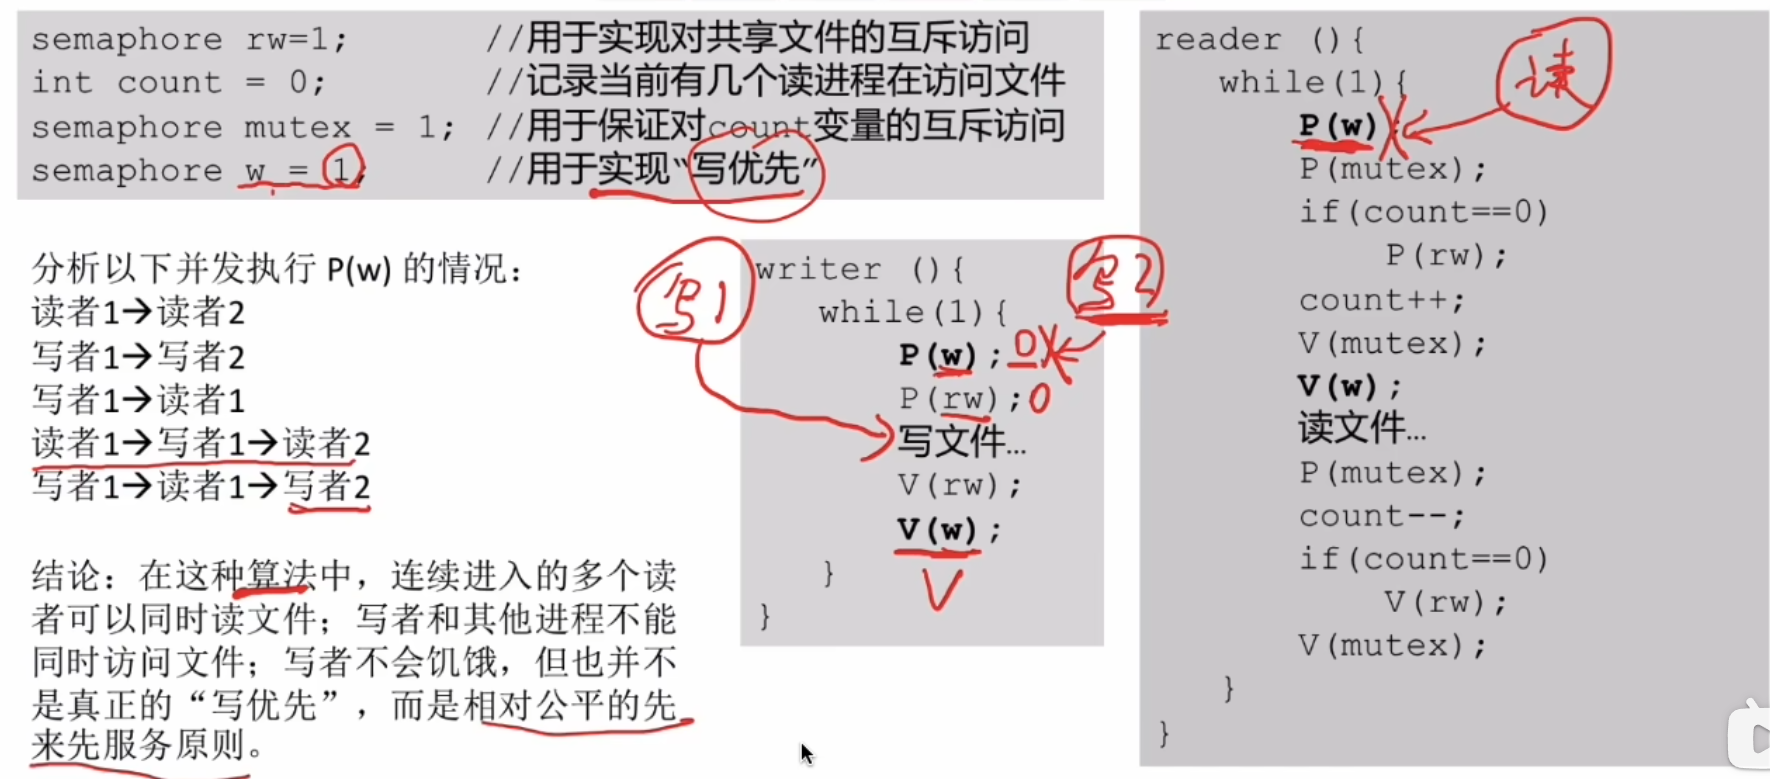 semaphore rw=1; //用于实现对共享文件的互斥访问
int count = 0; //记录当前有几个读进程在访问文件
semaphore mutex = 1; //用于保证对count变量的互斥访问
semaphore w = 1; //用于实现“写优先”
分析以下并发执行 P(w) 的情况：
读者1→读者2
写者1→写者2
写者1→读者1
读者1→写者1→读者2
写者1→读者1→写者2
结论：在这种算法中，连续进入的多个读
者可以同时读文件；写者和其他进程不能
同时访问文件；写者不会饥饿，但也并不
是真正的“写优先”，而是相对公平的先
来先服务原则。
写1
writer (){
写2
while(1){
P(w); 0
P(rw); 0
写文件...
V(rw);
V(w);
}
V
}
reader (){
读
while(1){
P(w)
P(mutex);
if(count==0)
P(rw);
count++;
V(mutex);
V(w);
读文件...
P(mutex);
count--;
if(count==0)
V(rw);
V(mutex);
}
}